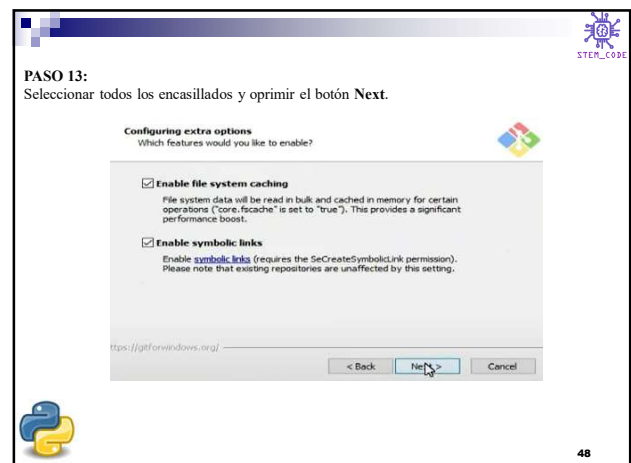 STEM_CODE
PASO 13:
Seleccionar todos los encasillados y oprimir el botón Next.
Configuring extra options
Which features would you like to enable?
Enable file system caching
File system data will be read in bulk and cached in memory for certain
operations ("core.fscache" is set to "true"). This provides a significant
performance boost.
Enable symbolic links
Enable symbolic links (requires the SeCreateSymbolicLink permission).
Please note that existing repositories are unaffected by this setting.
ttps://gitforwindows.org/
< Back Next > Cancel
48